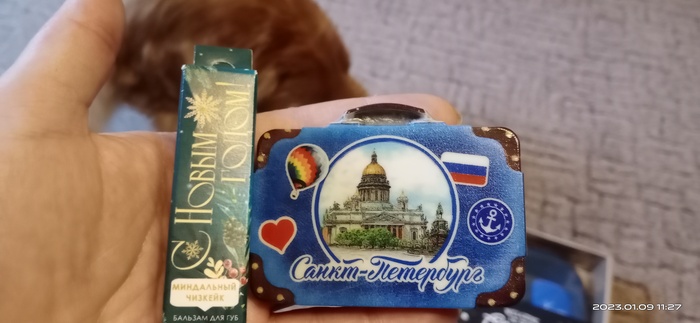 С НОВЫМ
ГОДОМ!
МИНДАЛЬНЫЙ
ЧИЗКЕЙК
БАЛЬЗАМ ДЛЯ ГУБ
Санкт-Петербург
2023.01.09 11:27